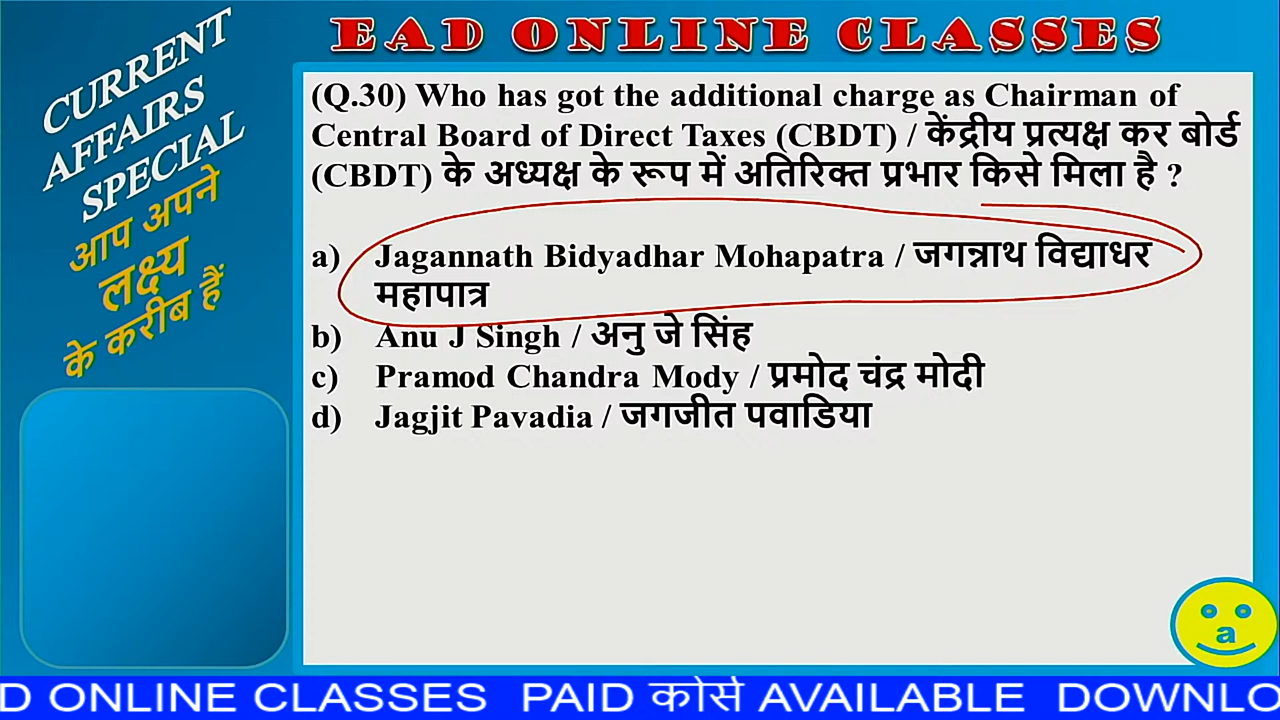 CURRENT
AFFAIRS
SPECIAL
आप अपने
लक्ष्य
के करीब हैं
EAD ONLINE CLASSES
(Q.30) Who has got the additional charge as Chairman of
Central Board of Direct Taxes (CBDT) / केंद्रीय प्रत्यक्ष कर बोर्ड
(CBDT) के अध्यक्ष के रूप में अतिरिक्त प्रभार किसे मिला है ?
a) Jagannath Bidyadhar Mohapatra / जगन्नाथ विद्याधर
महापात्र
b) Anu J Singh / अनु जे सिंह
c) Pramod Chandra Mody / प्रमोद चंद्र मोदी
d) Jagjit Pavadia / जगजीत पवाडिया
a
D ONLINE CLASSES PAID कोर्स AVAILABLE DOWNLO